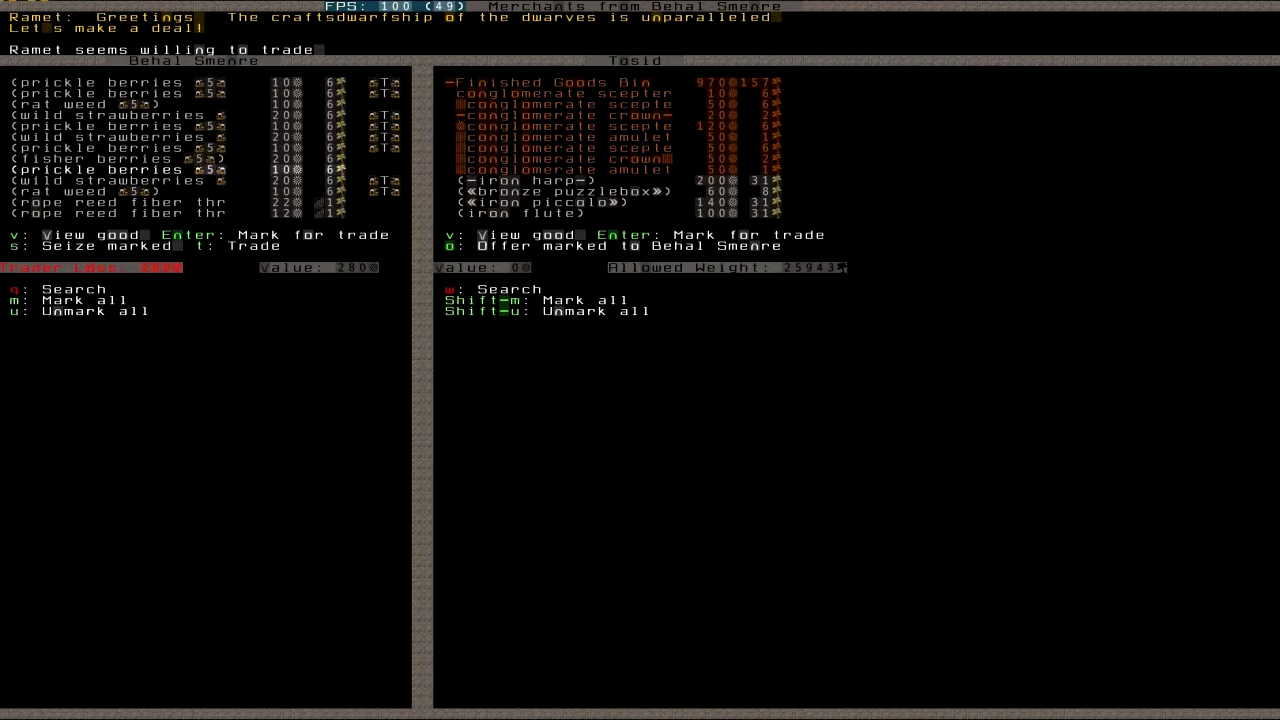 FPS: 100 (49) Merchants from Behal Smenre
Ramet: Greetings The craftsdwarfship of the dwarves is unparalleled
Let s make a deal!
Ramet seems willing to trade
Behal Smenre Tosid
(prickle berries 5 10 6 T
(prickle berries 5 10 6 T
(rat weed 5 ) 10 6
(wild strawberries 20 6 T
(prickle berries 5 10 6 T
(wild strawberries 20 6 T
(prickle berries 5 10 6 T
(fisher berries 5 ) 20 6
(prickle berries 5 10 6
(wild strawberries 20 6 T
(rat weed 5 ) 10 6 T
(rope reed fiber thr 22 1
(rope reed fiber thr 12 1
v: View good Enter: Mark for trade
s: Seize marked t: Trade
Value: 280
q: Search
m: Mark all
u: Unmark all
-Finished Goods Bin 970 157
conglomerate scepter 10 6
conglomerate scepter 50 6
-conglomerate crown- 20 2
conglomerate scepte 120 6
conglomerate amulet 50 1
conglomerate scepte 50 6
conglomerate crown 50 2
conglomerate amulet 50 1
(-iron harp-) 200 31
(«bronze puzzlebox») 60 8
(«iron piccolo») 140 31
(iron flute) 100 31
v: View good Enter: Mark for trade
o: Offer marked to Behal Smenre
Value: 0 Allowed Weight: 25943
w: Search
Shift-m: Mark all
Shift-u: Unmark all